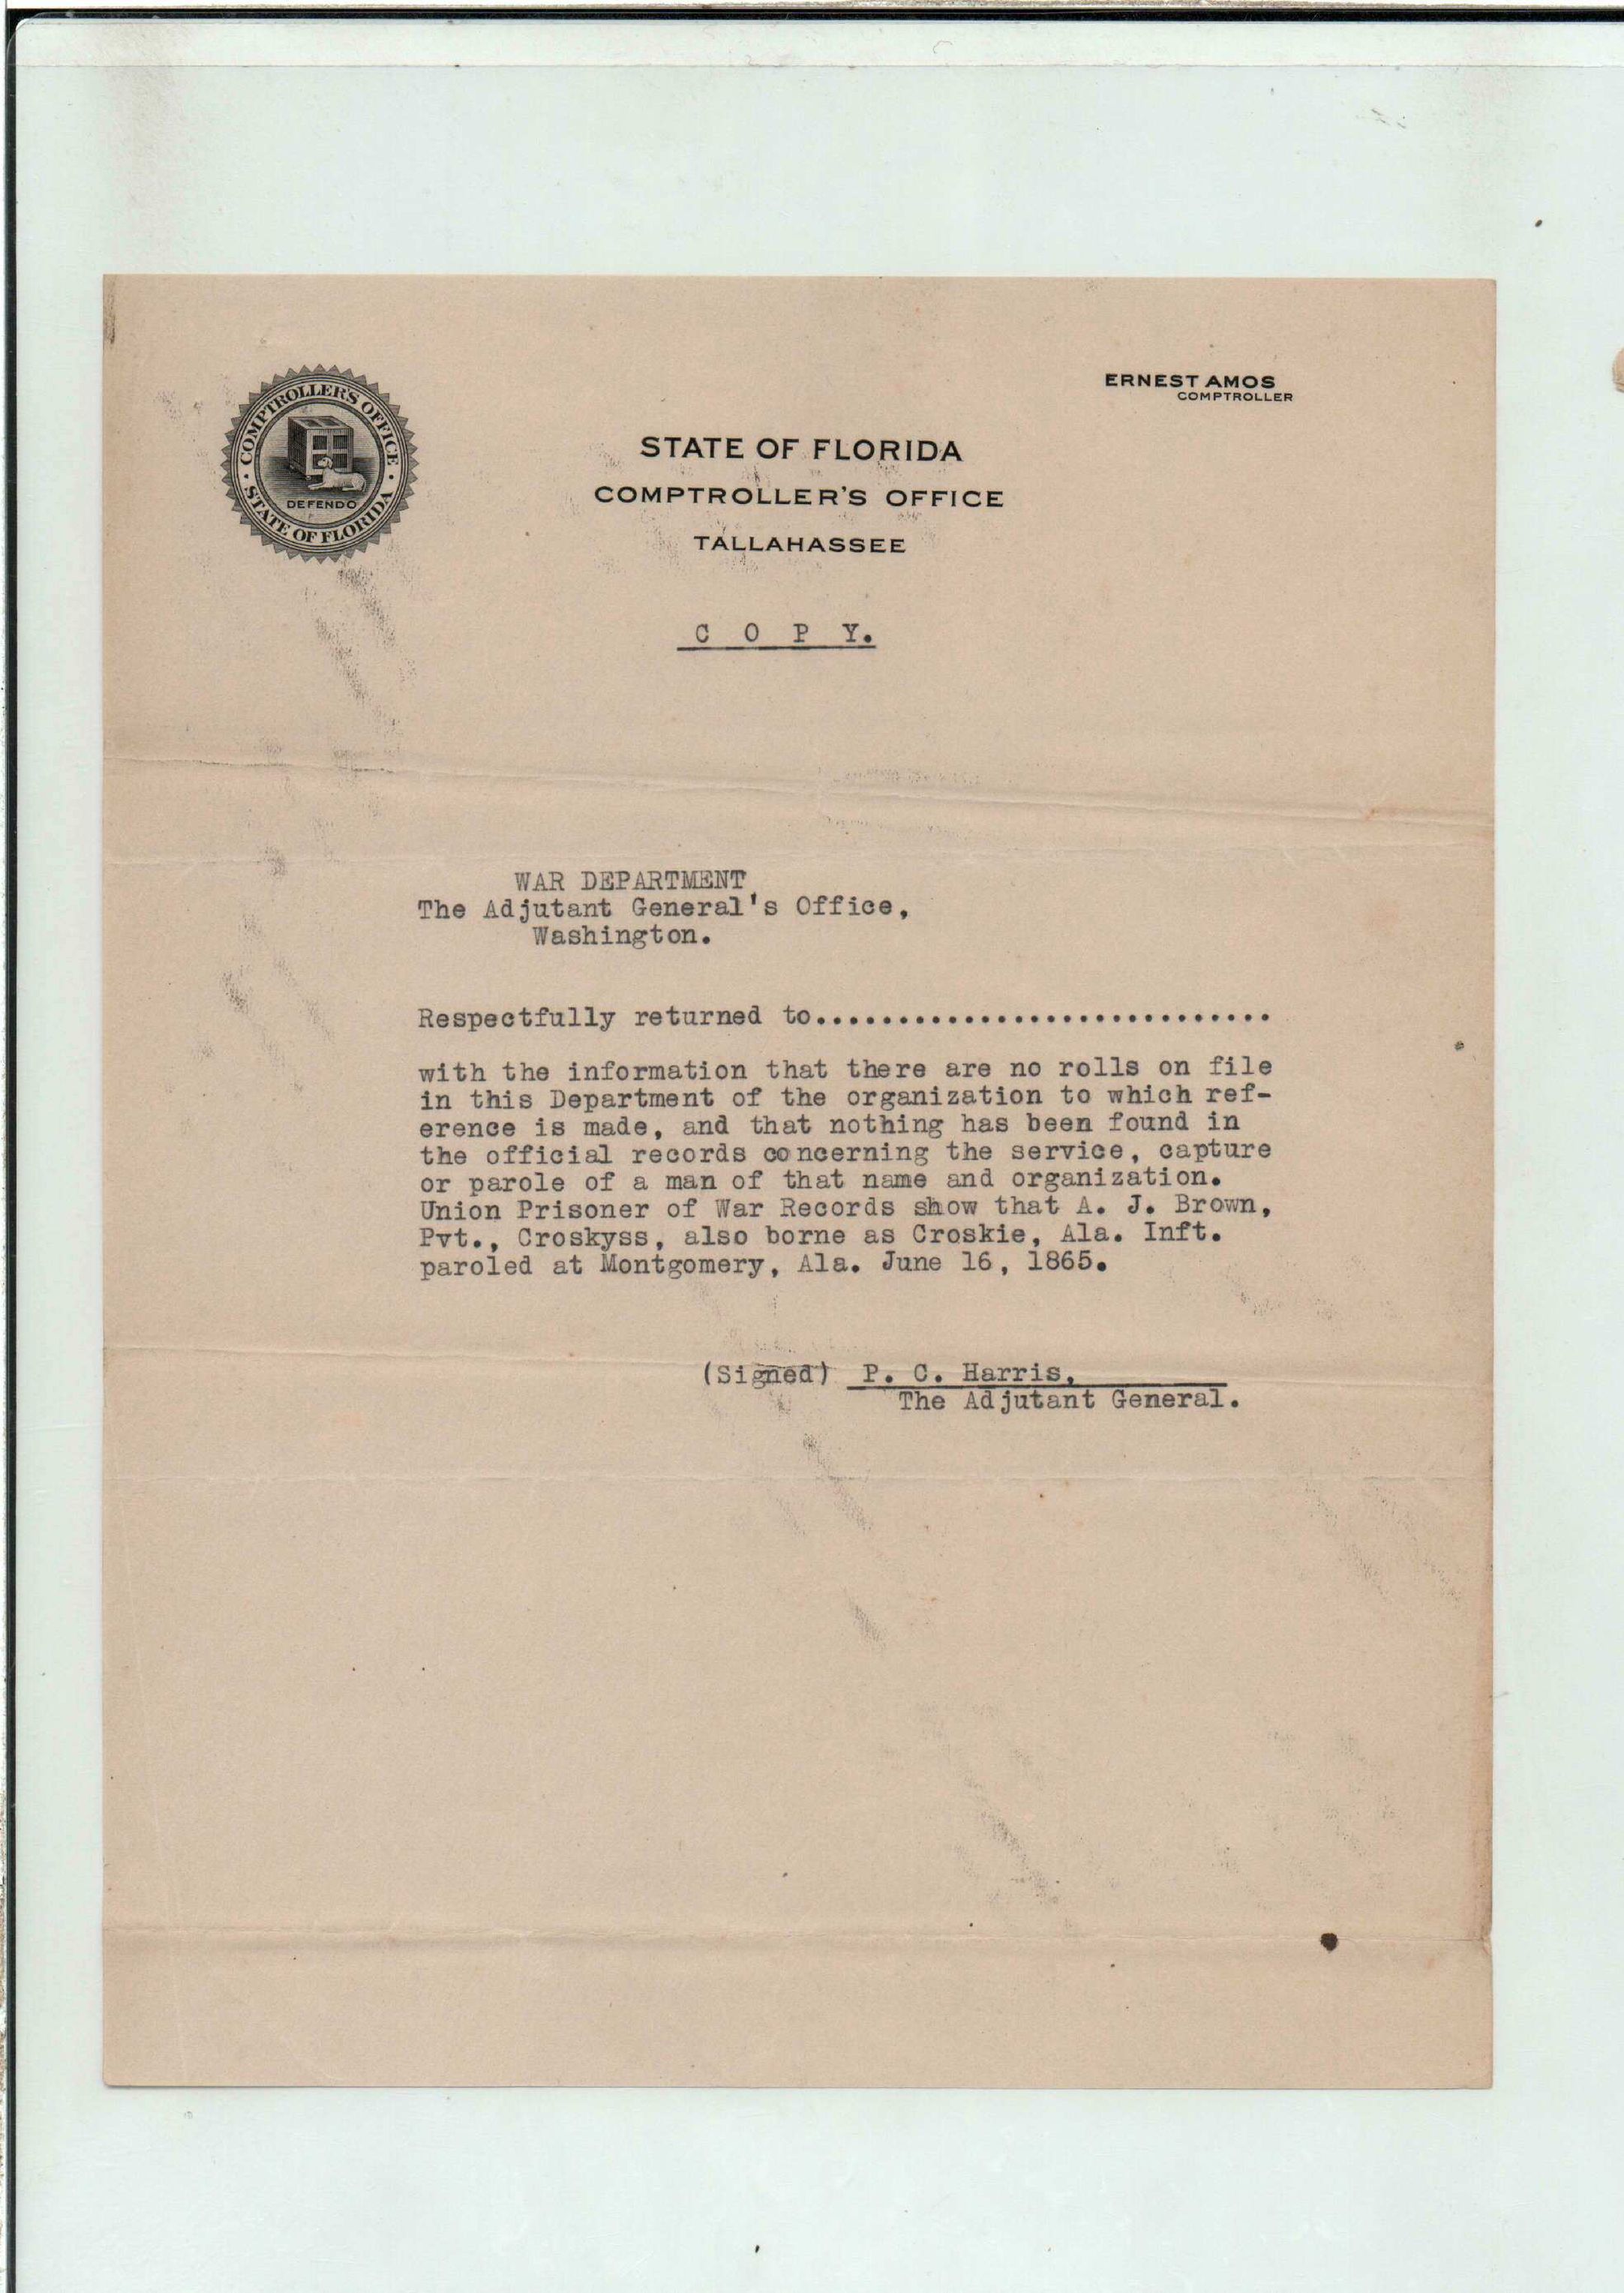 COMPTROLLER'S OFFICE
DEFENDO
STATE OF FLORIDA
ERNEST AMOS
COMPTROLLER
STATE OF FLORIDA
COMPTROLLER'S OFFICE
TALLAHASSEE
C O P Y.
WAR DEPARTMENT
The Adjutant General's Office,
Washington.
Respectfully returned to............................
with the information that there are no rolls on file
in this Department of the organization to which ref-
erence is made, and that nothing has been found in
the official records concerning the service, capture
or parole of a man of that name and organization.
Union Prisoner of War Records show that A. J. Brown,
Pvt., Croskyss, also borne as Croskie, Ala. Inft.
paroled at Montgomery, Ala. June 16, 1865.
(Signed) P. C. Harris,
The Adjutant General.